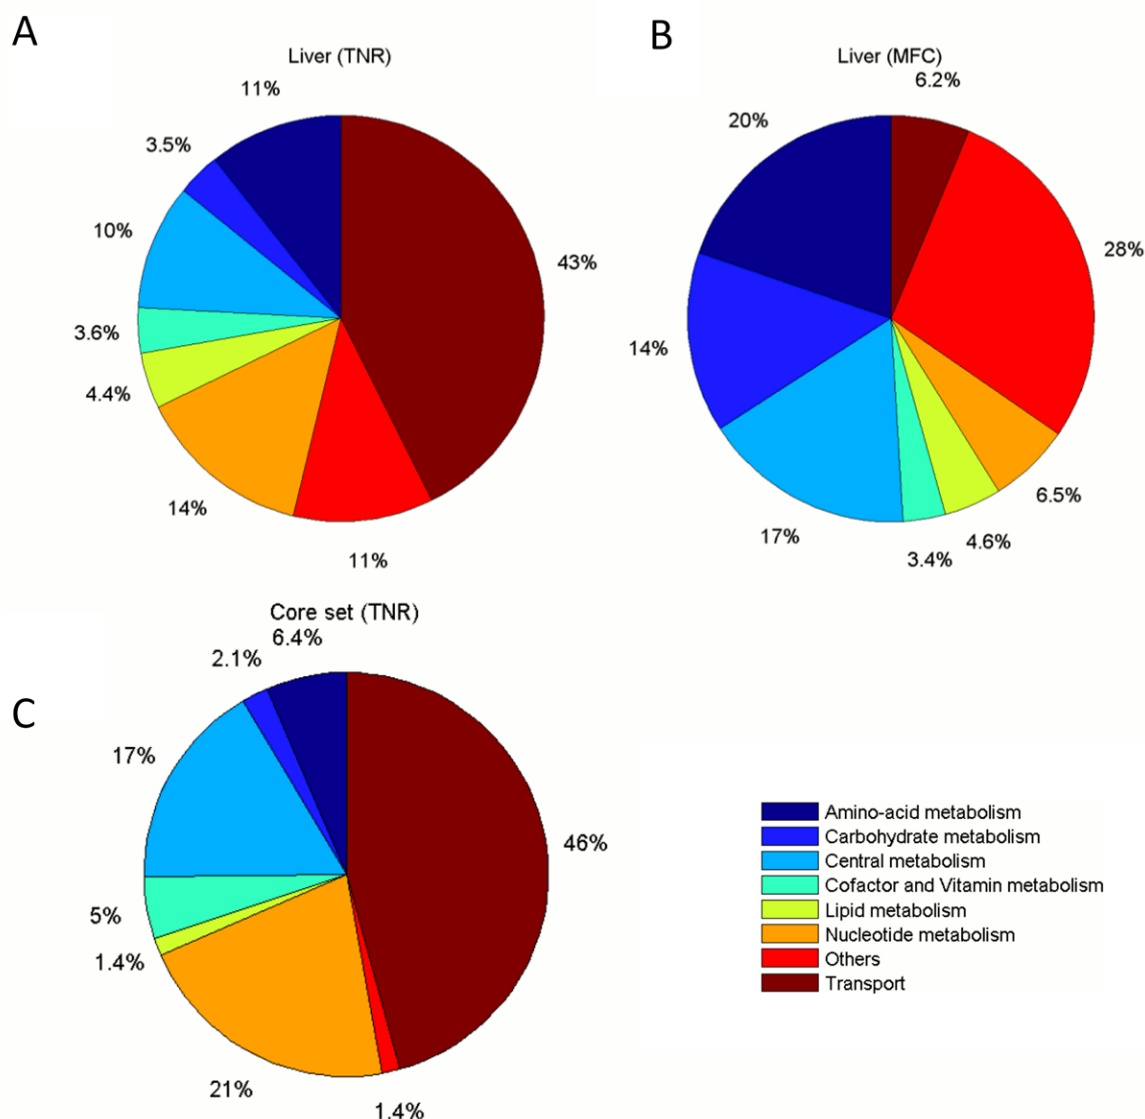 A
Liver (TNR)
11%
3.5%
10%
3.6%
4.4%
14%
11%
43%
B
Liver (MFC)
6.2%
20%
28%
14%
17%
3.4%
4.6%
6.5%
C
Core set (TNR)
6.4%
2.1%
17%
46%
5%
1.4%
21%
1.4%
Amino-acid metabolism
Carbohydrate metabolism
Central metabolism
Cofactor and Vitamin metabolism
Lipid metabolism
Nucleotide metabolism
Others
Transport